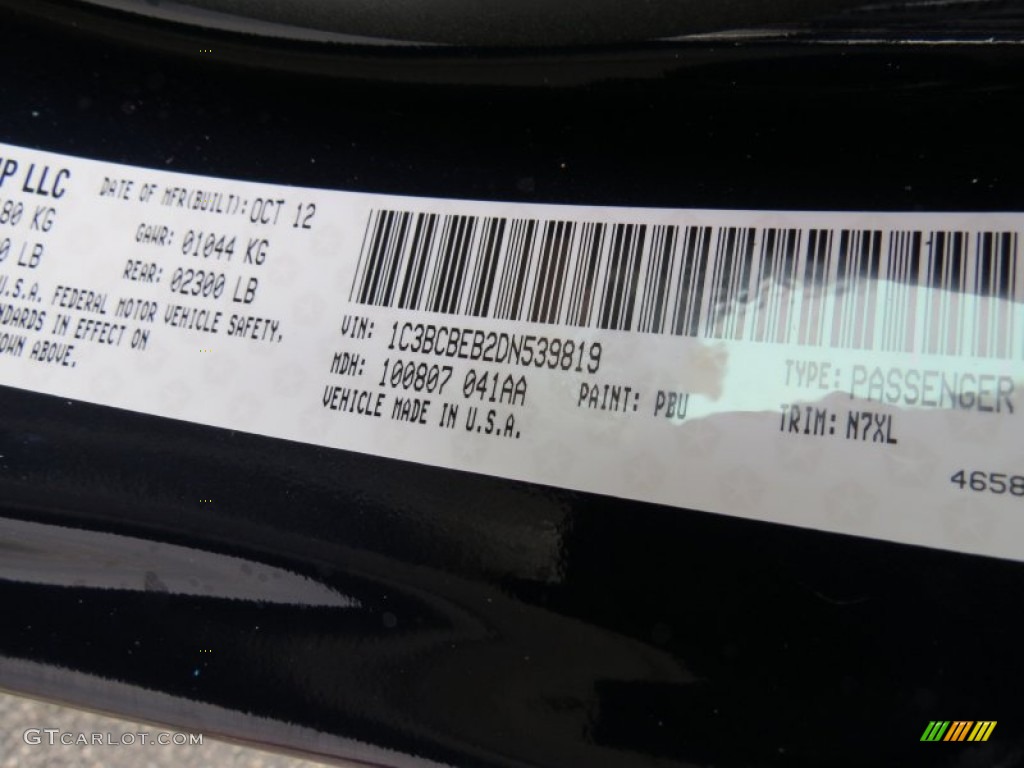 UP LLC
DATE OF MFR(BUILT): OCT 12
80 KG
GAWR: 01044 KG
0 LB
REAR: 02300 LB
U.S.A. FEDERAL MOTOR VEHICLE SAFETY,
NDARDS IN EFFECT ON
OWN ABOVE.
VIN: 1C3BCBEB2DN539819
TYPE: PASSENGER
MDH: 100807 041AA
PAINT: PBU
TRIM: N7XL
VEHICLE MADE IN U.S.A.
4658
GTCARLOT.COM